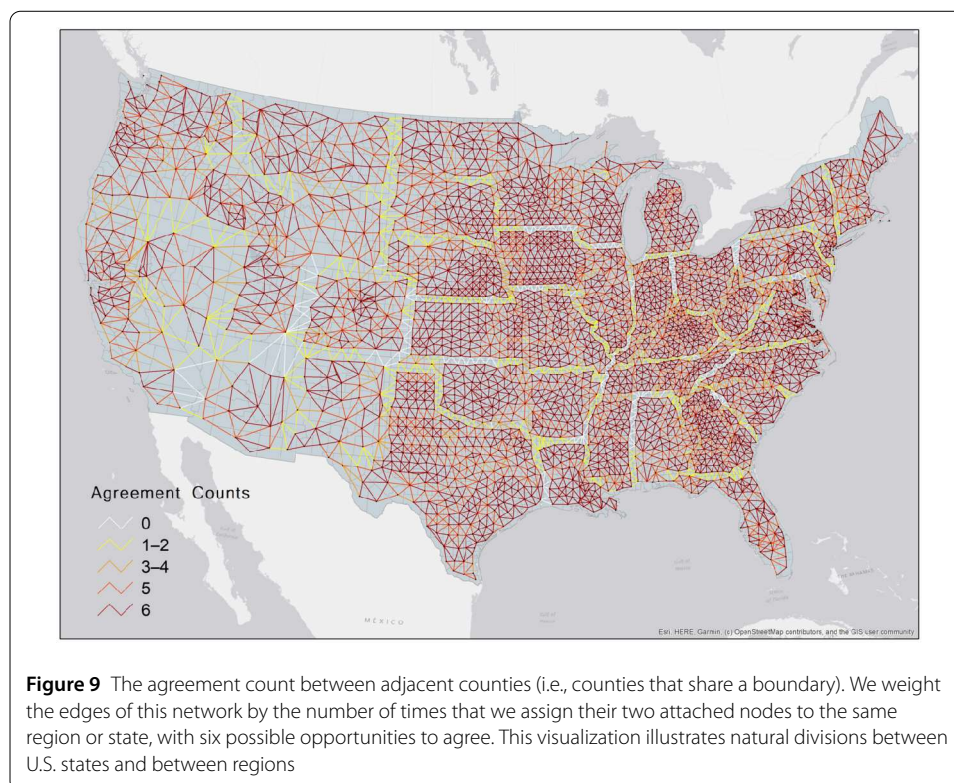 Agreement Counts
0
1–2
3–4
5
6
MÉXICO
Esri, HERE, Garmin, (c) OpenStreetMap contributors, and the GIS user community
Figure 9 The agreement count between adjacent counties (i.e., counties that share a boundary). We weight
the edges of this network by the number of times that we assign their two attached nodes to the same
region or state, with six possible opportunities to agree. This visualization illustrates natural divisions between
U.S. states and between regions